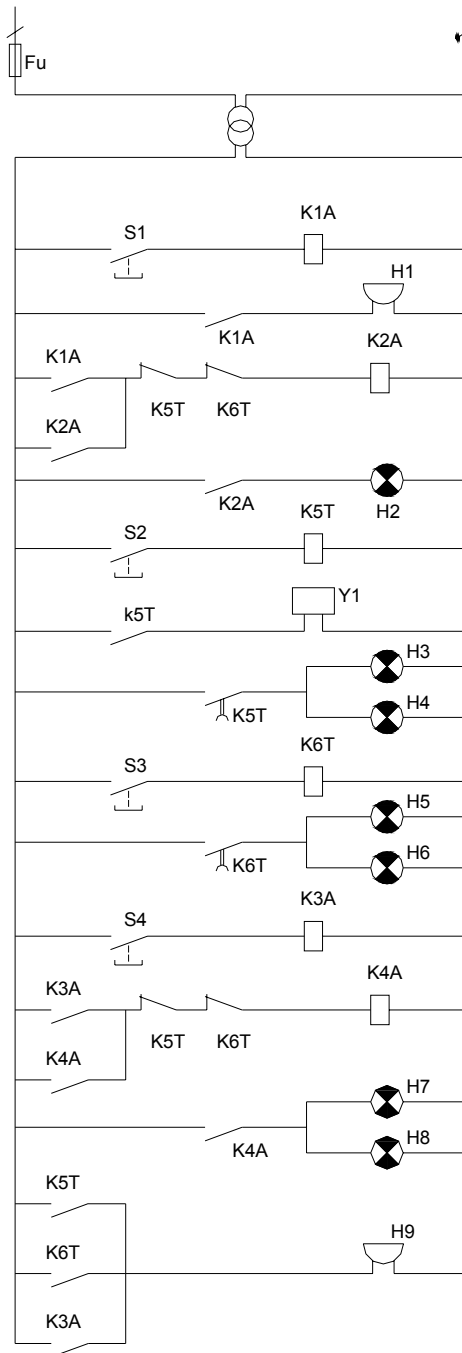 Fu
S1 K1A
H1
K1A
K1A K2A
K5T K6T
K2A
K2A H2
S2 K5T
k5T Y1
H3
K5T H4
S3 K6T
H5
K6T H6
S4 K3A
K3A K4A
K5T K6T
K4A
H7
K4A H8
K5T
K6T H9
K3A